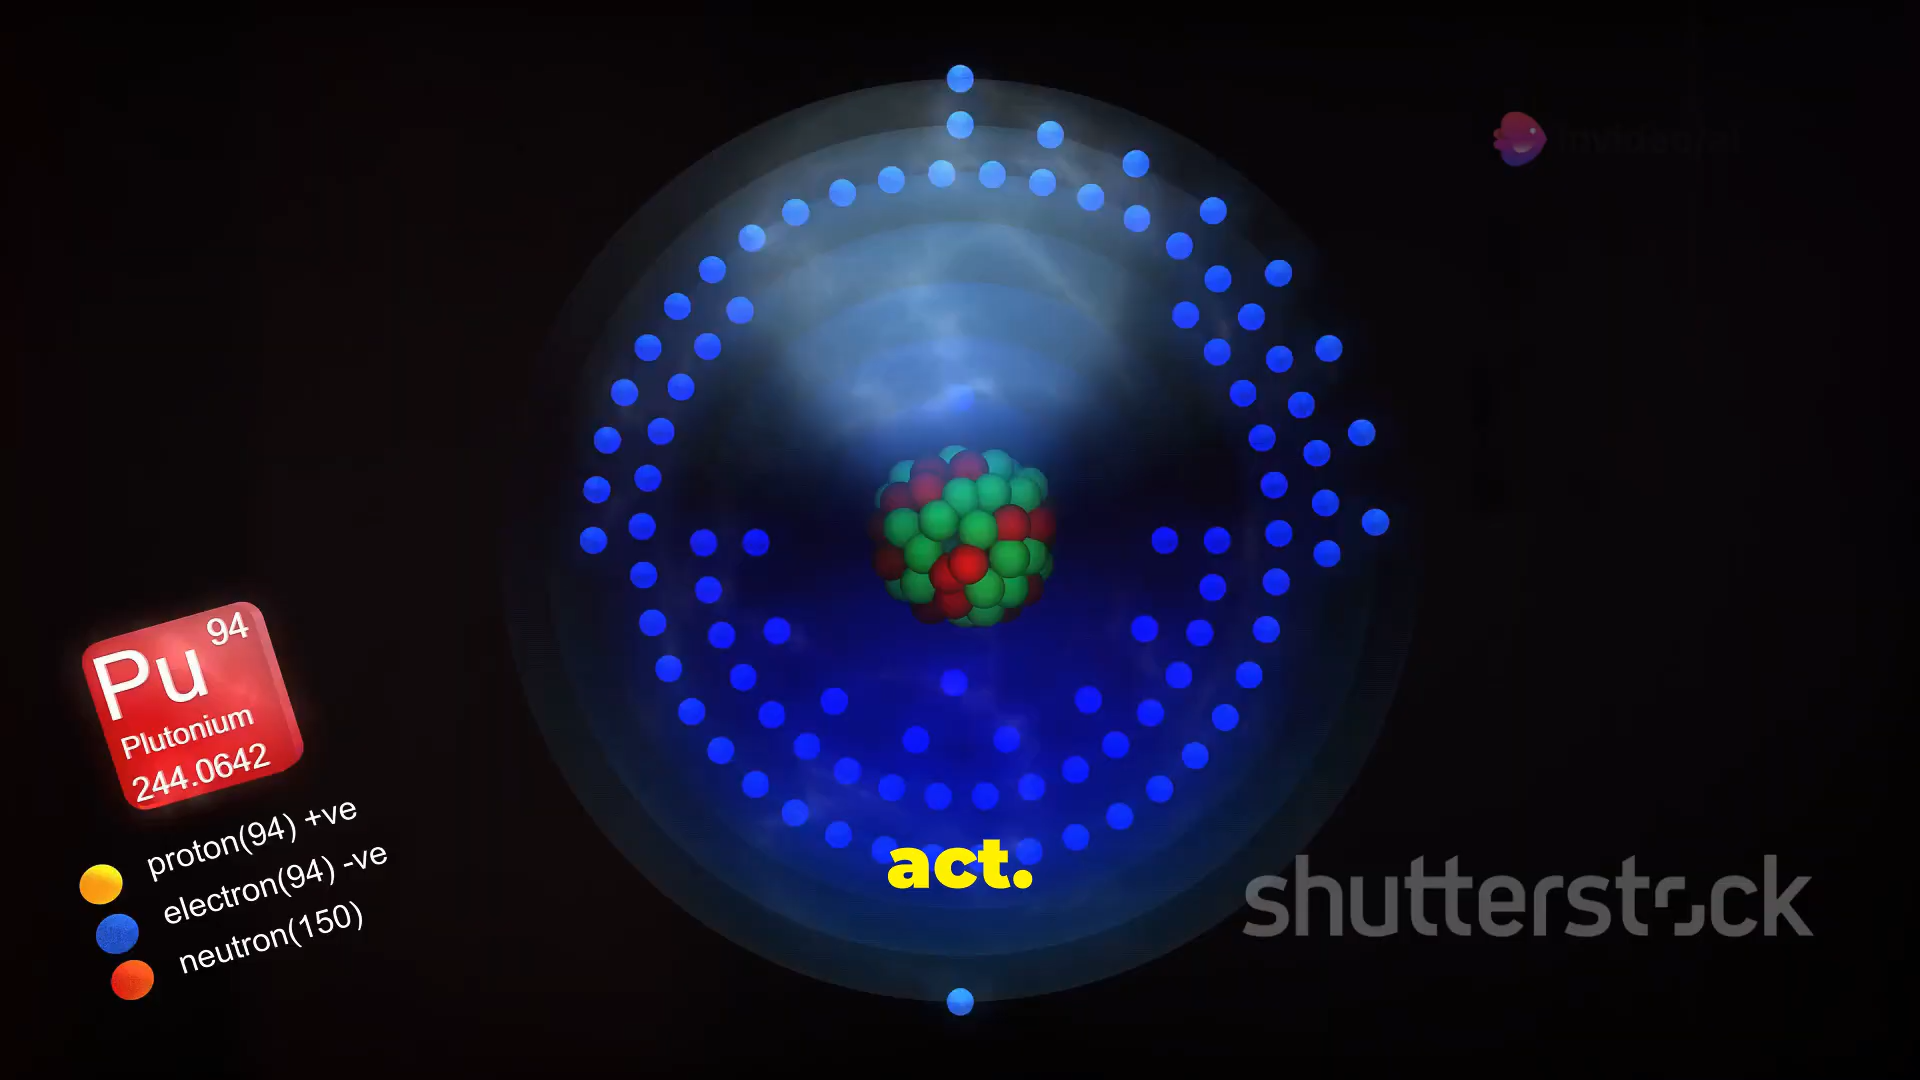 94
Pu
Plutonium
244.0642
proton(94) +ve
electron(94) -ve
neutron(150)
act.
shutterstock